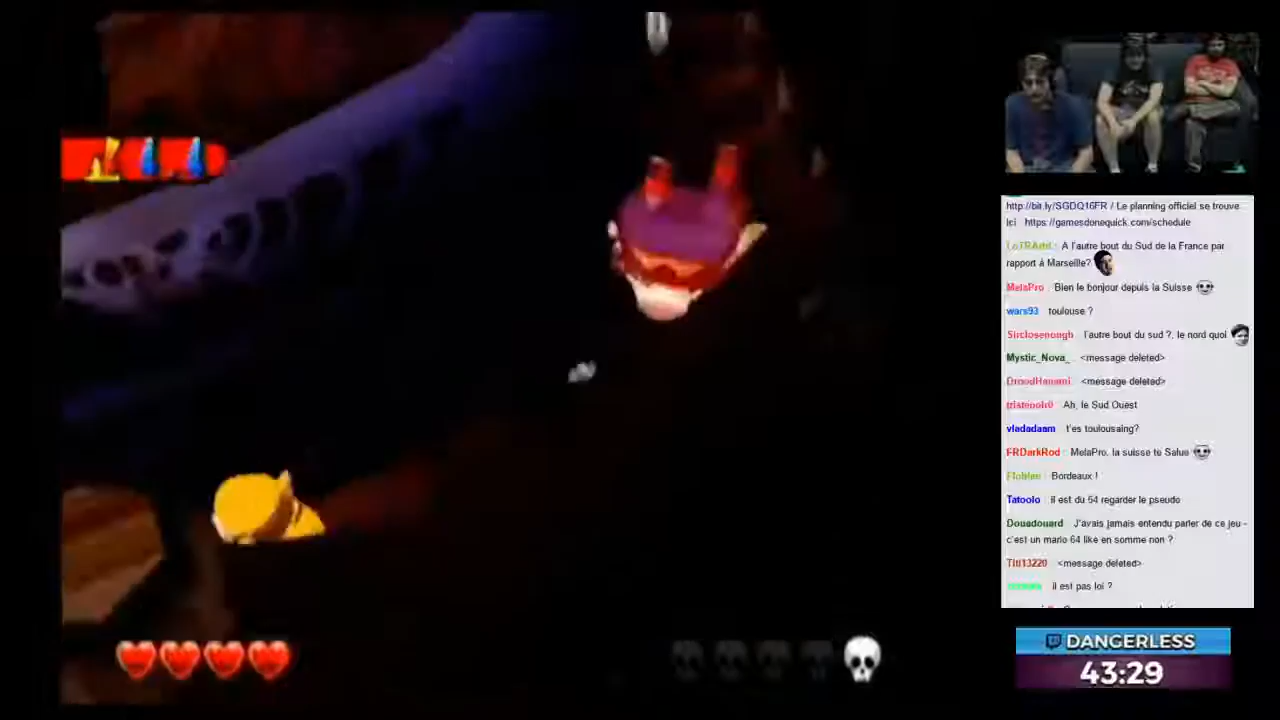 http://bit.ly/SGDQ16FR / Le planning officiel se trouve
Ici https://gamesdonequick.com/schedule
A l'autre bout du Sud de la France par
rapport à Marseille?
MelaPro : Bien le bonjour depuis la Suisse
wars93 toulouse ?
Sirclosenough l'autre bout du sud ?, le nord quoi
Mystic_Nova_ <message deleted>
<message deleted>
Ah, le Sud Ouest
vladadaam t'es toulousaing?
FRDarkRod : MelaPro, la suisse te Salue
Bordeaux !
Tatoolo il est du 54 regarder le pseudo
Douadouard J'avais jamais entendu parler de ce jeu -
c'est un mario 64 like en somme non ?
Titi13220 <message deleted>
il est pas loi ?
DANGERLESS
43:29